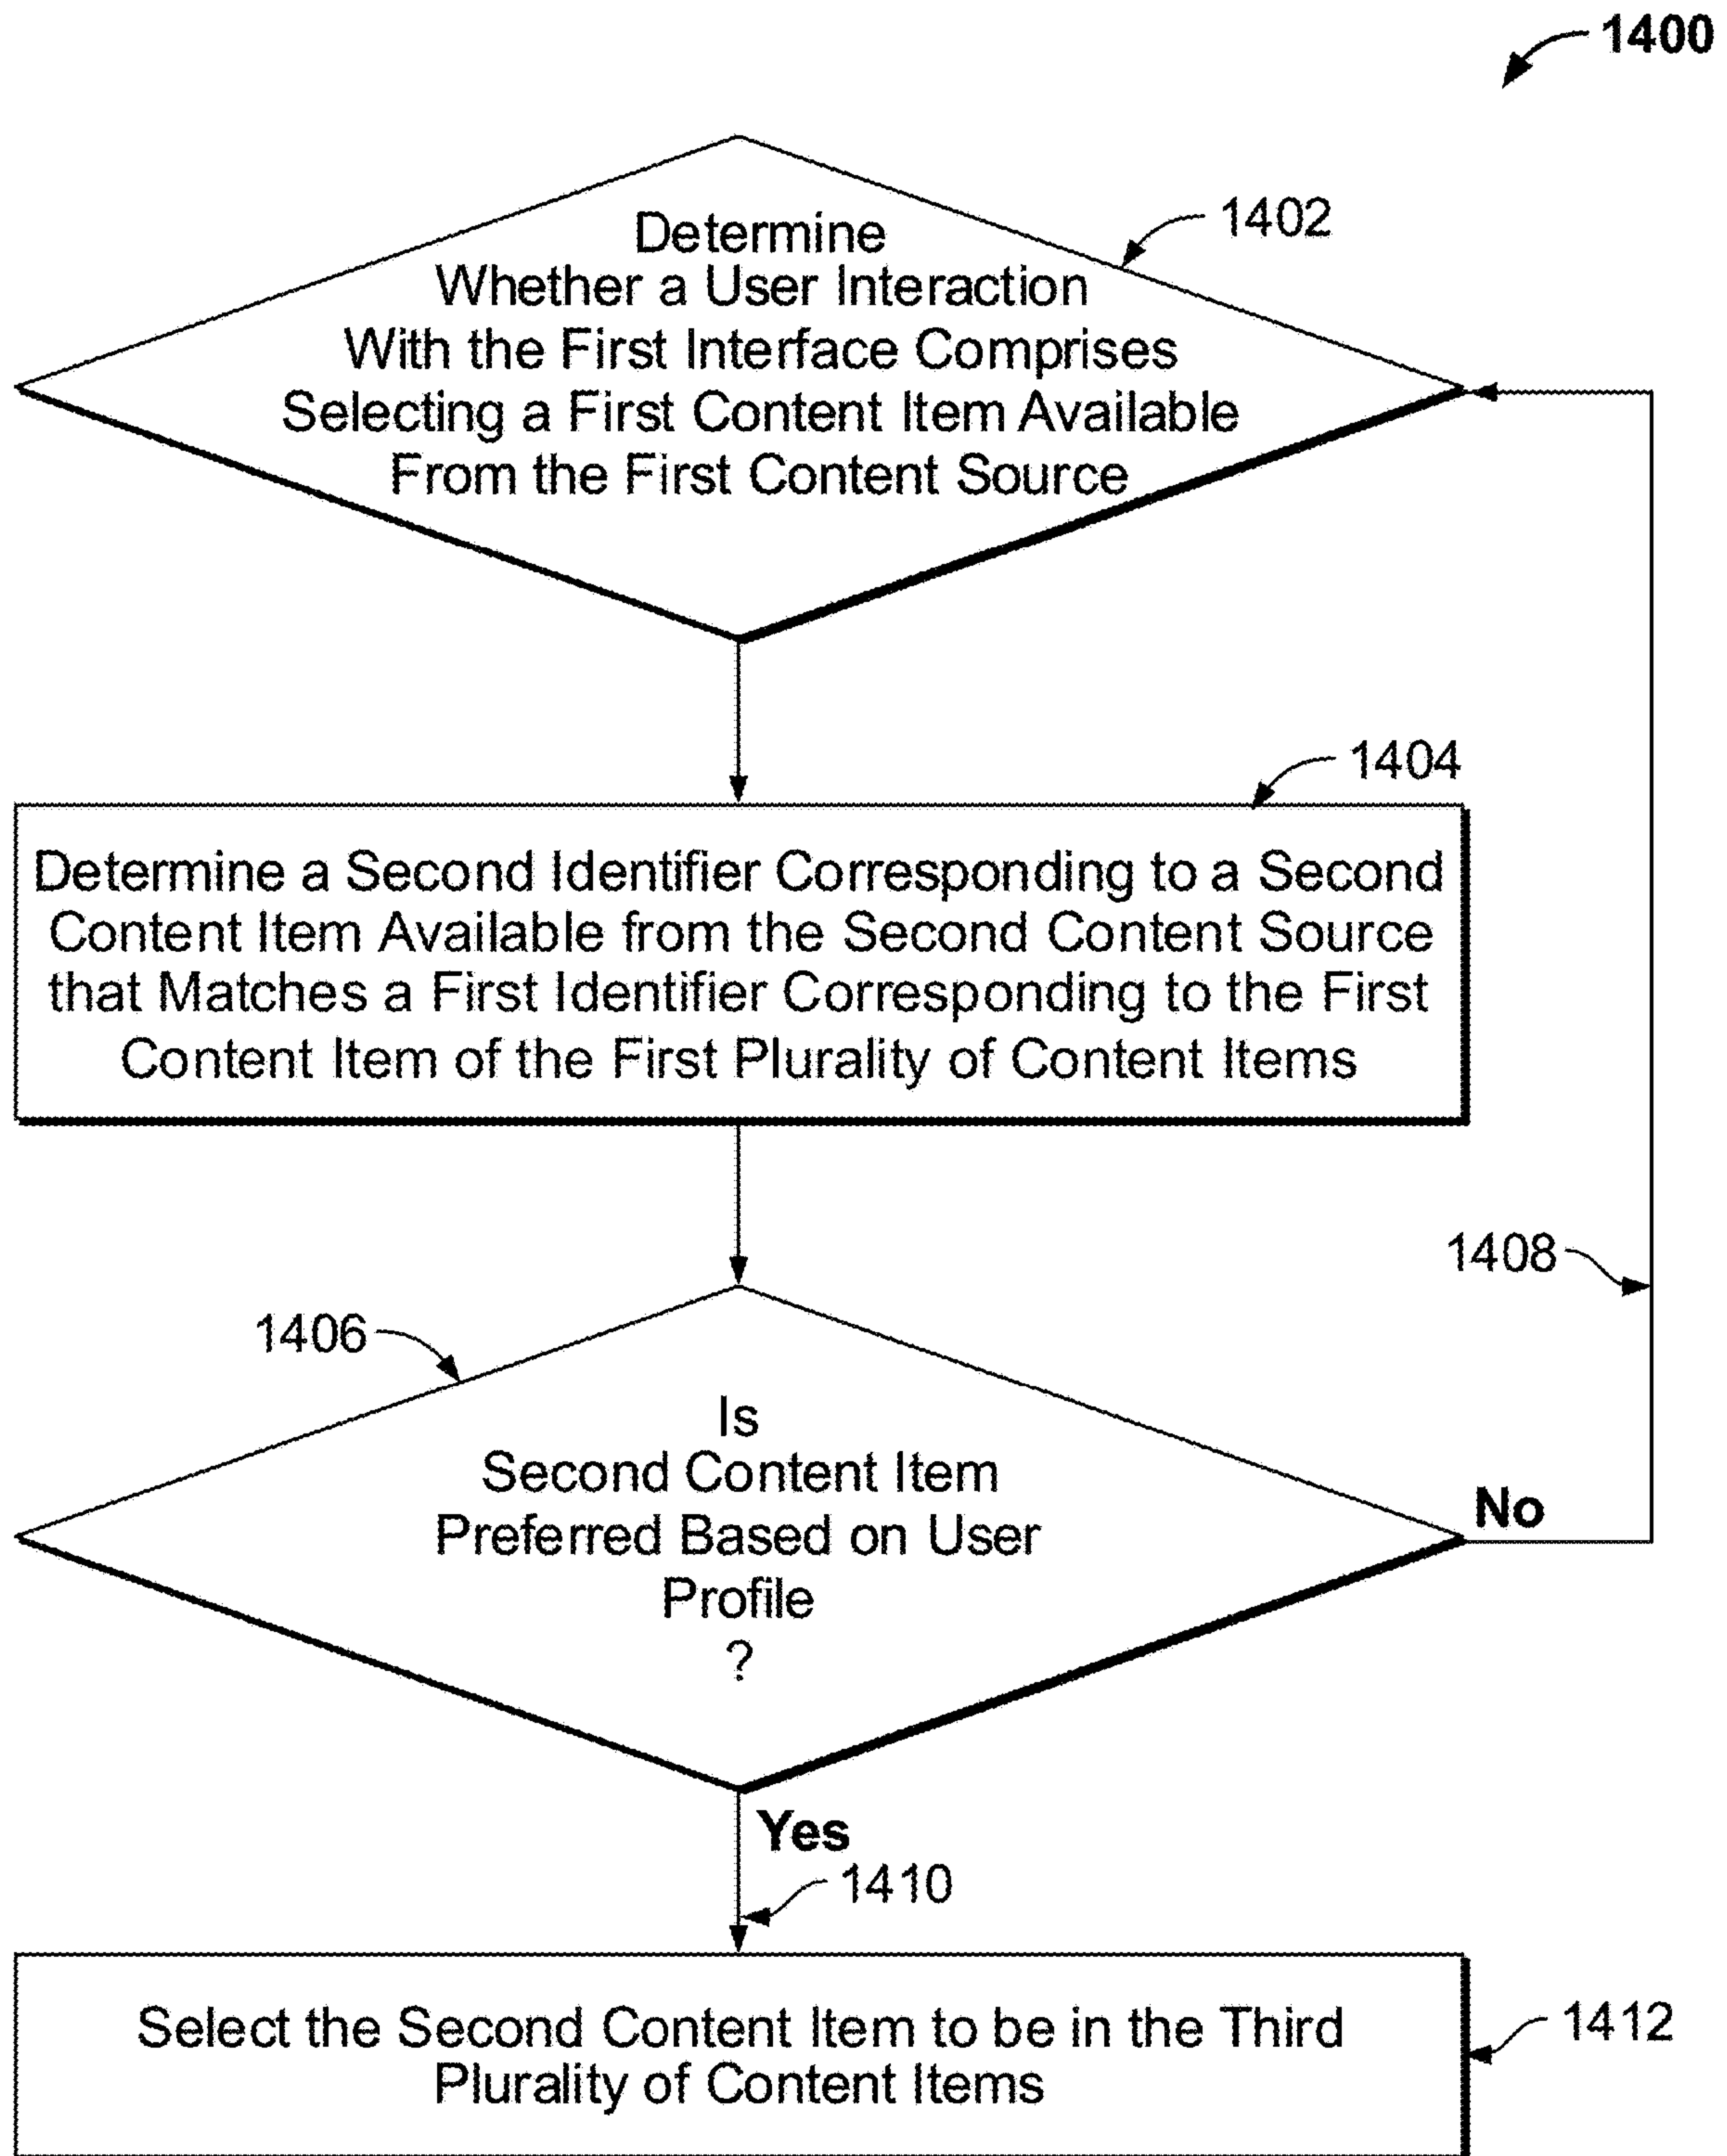 1400
1402
Determine
Whether a User Interaction
With the First Interface Comprises
Selecting a First Content Item Available
From the First Content Source
1404
Determine a Second Identifier Corresponding to a Second
Content Item Available from the Second Content Source
that Matches a First Identifier Corresponding to the First
Content Item of the First Plurality of Content Items
1408
1406
Is
Second Content Item
Preferred Based on User
Profile
?
No
Yes
1410
Select the Second Content Item to be in the Third
Plurality of Content Items
1412